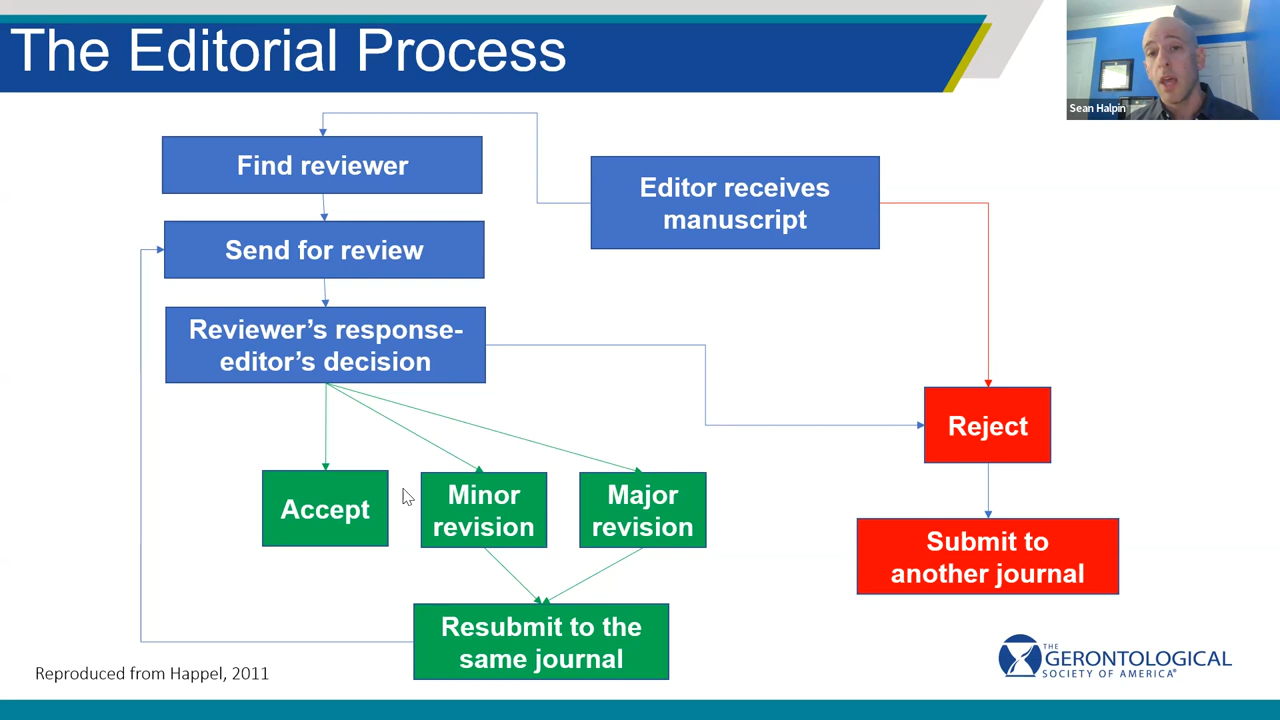 The Editorial Process
Sean Halpin
Find reviewer
Editor receives
manuscript
Send for review
Reviewer's response-
editor's decision
Reject
Accept
Minor
revision
Major
revision
Submit to
another journal
Resubmit to the
same journal
Reproduced from Happel, 2011
THE
GERONTOLOGICAL
SOCIETY OF AMERICA®